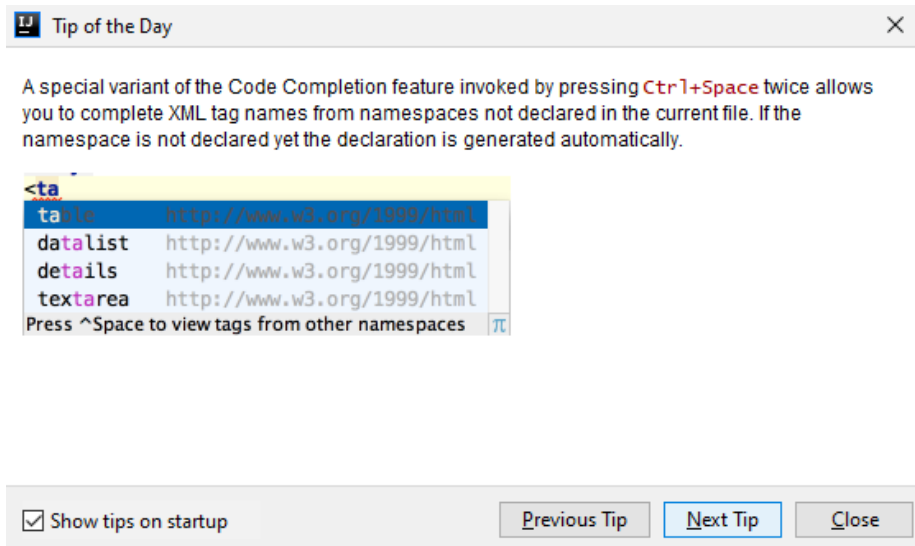 IJ
Tip of the Day
A special variant of the Code Completion feature invoked by pressing Ctrl+Space twice allows
you to complete XML tag names from namespaces not declared in the current file. If the
namespace is not declared yet the declaration is generated automatically.
<ta
table http://www.w3.org/1999/html
datalist http://www.w3.org/1999/html
details http://www.w3.org/1999/html
textarea http://www.w3.org/1999/html
Press ^Space to view tags from other namespaces π
Show tips on startup Previous Tip Next Tip Close